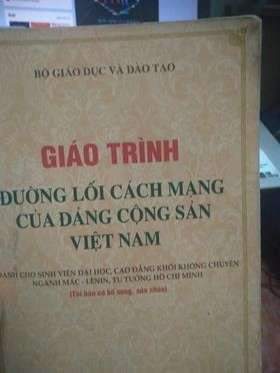 BỘ GIÁO DỤC VÀ ĐÀO TẠO
GIÁO TRÌNH
ĐƯỜNG LỐI CÁCH MẠNG
CỦA ĐẢNG CỘNG SẢN
VIỆT NAM
DÀNH CHO SINH VIÊN ĐẠI HỌC, CAO ĐẲNG KHỐI KHÔNG CHUYÊN
NGÀNH MÁC - LÊNIN, TƯ TƯỞNG HỒ CHÍ MINH
(Tái bản có bổ sung, sửa chữa)